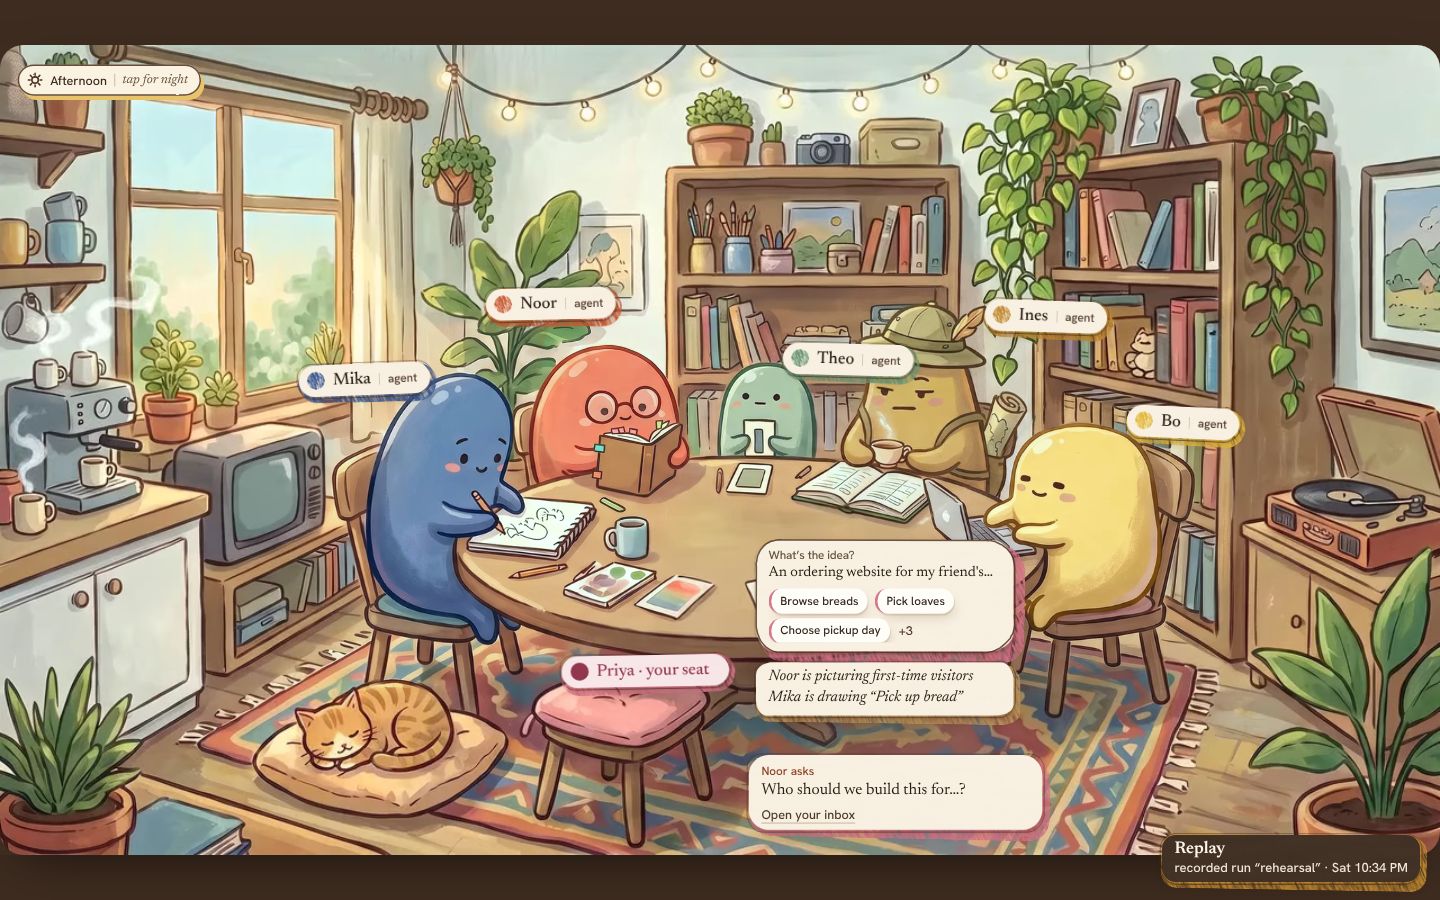 Afternoon tap for night
Noor agent
Ines agent
Theo agent
Mika agent
Bo agent
What's the idea?
An ordering website for my friend's...
Browse breads Pick loaves
Choose pickup day +3
Priya · your seat
Noor is picturing first-time visitors
Mika is drawing “Pick up bread”
Noor asks
Who should we build this for...?
Open your inbox
Replay
recorded run “rehearsal” · Sat 10:34 PM